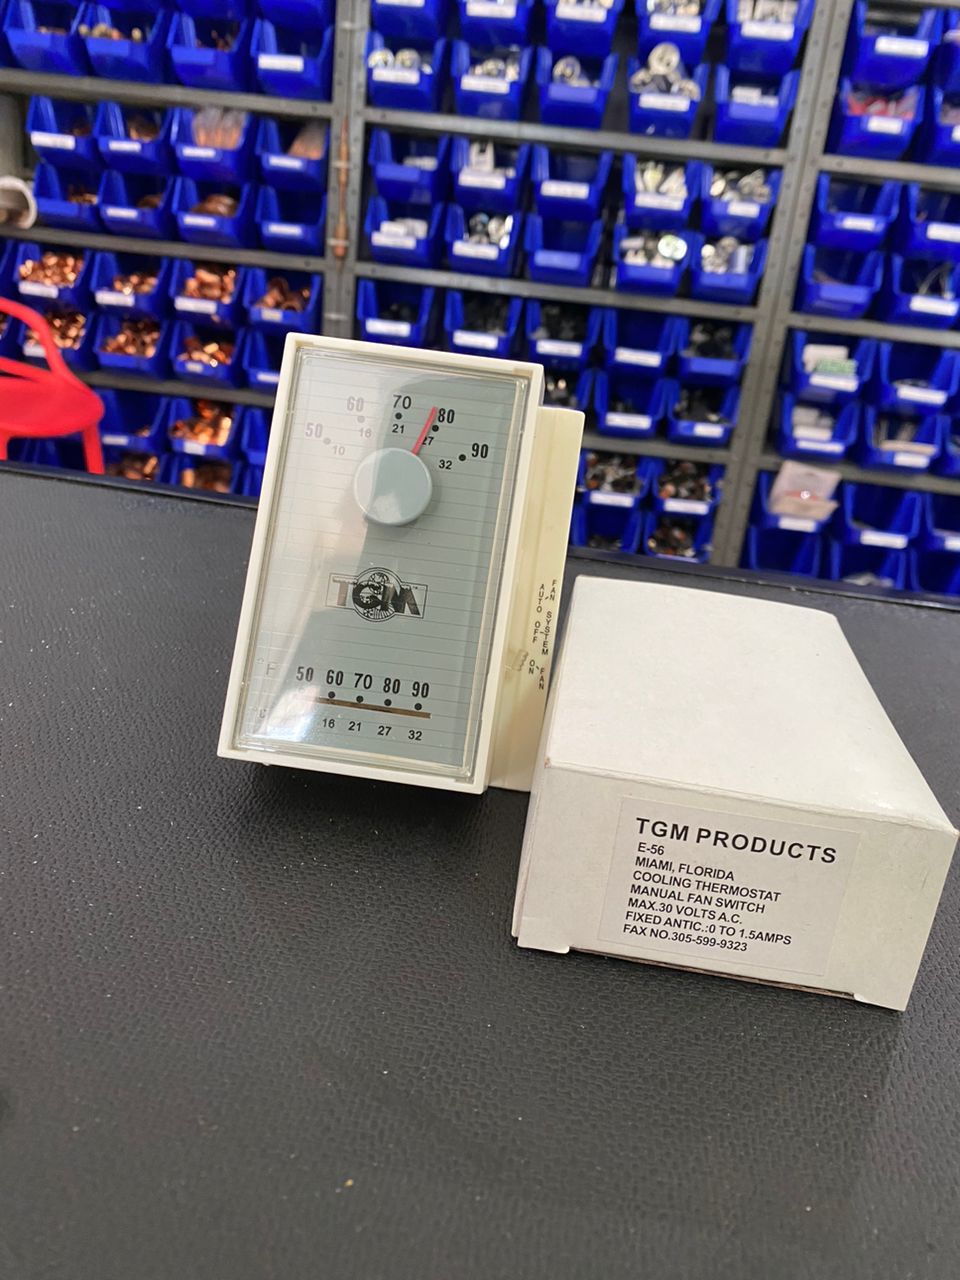 60 70 80
16 21 27
50 90
10 32
TGM
°F 50 60 70 80 90
°C 16 21 27 32
FAN SYSTEM FAN
AUTO OFF ON
TGM PRODUCTS
E-56
MIAMI, FLORIDA
COOLING THERMOSTAT
MANUAL FAN SWITCH
MAX.30 VOLTS A.C.
FIXED ANTIC.:0 TO 1.5AMPS
FAX NO.305-599-9323